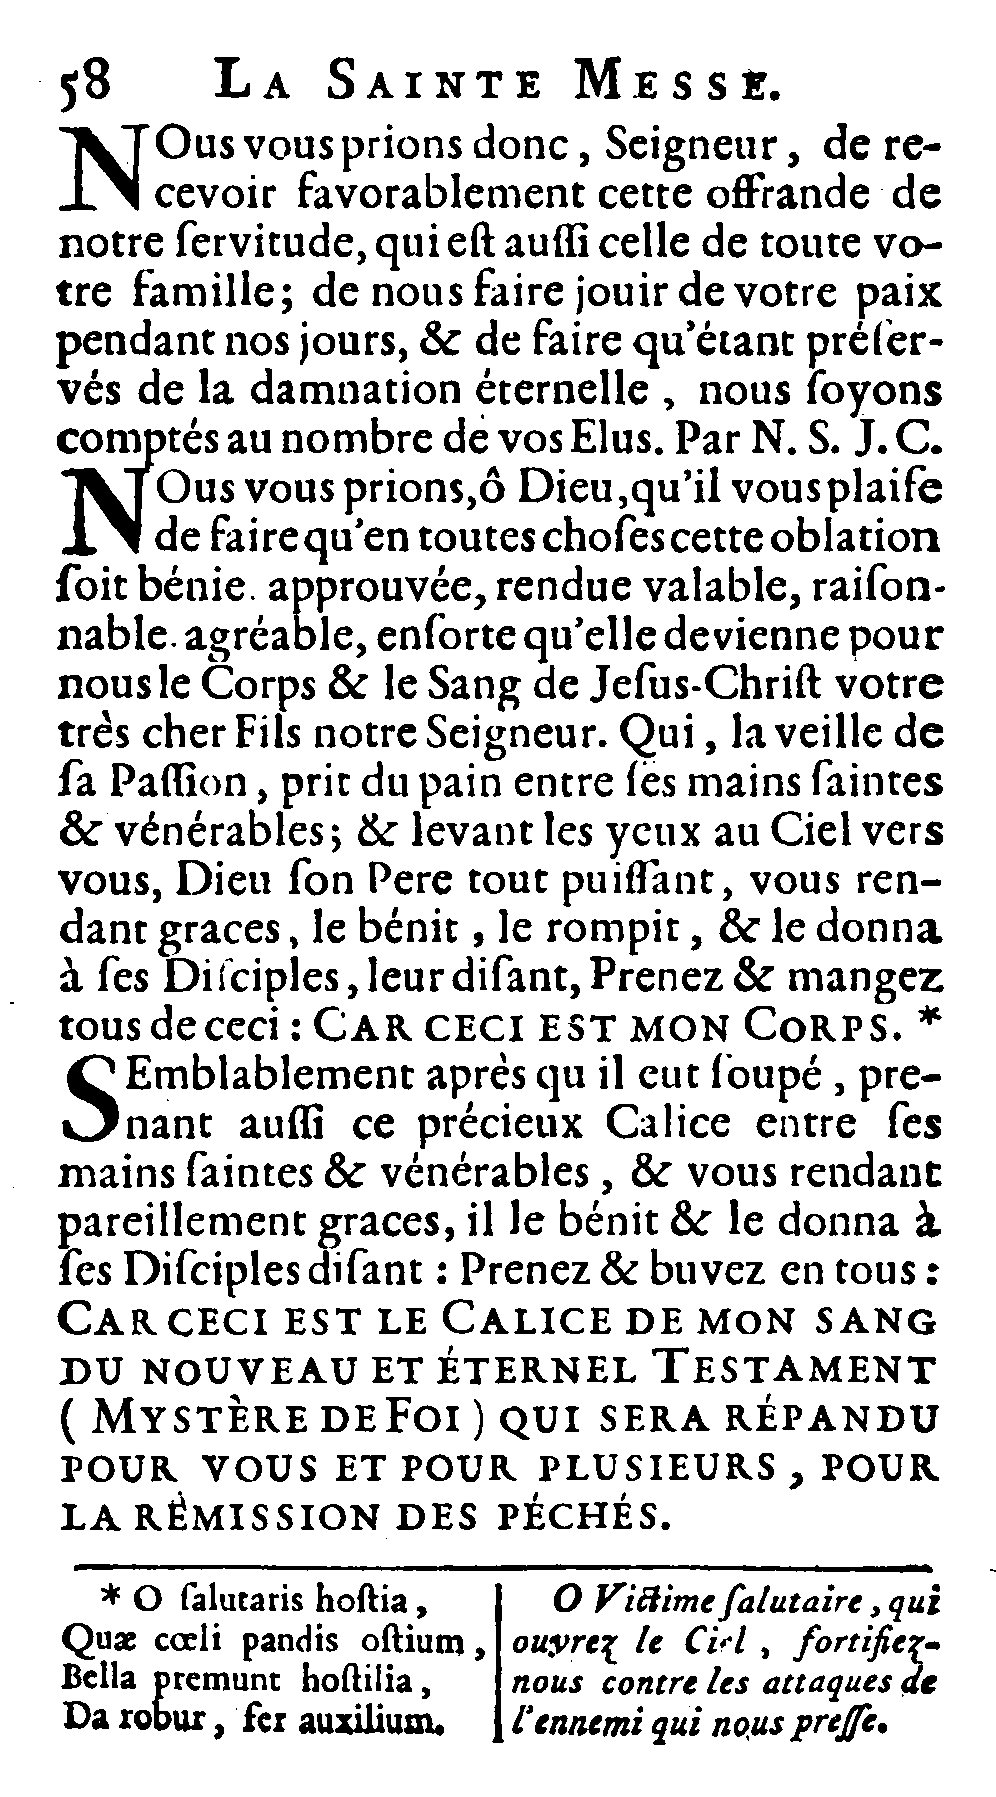 58 LA SAINTE MESSE.
NOus vous prions donc, Seigneur, de re-
cevoir favorablement cette offrande de
notre ſervitude, qui eſt auſſi celle de toute vo-
tre famille; de nous faire jouir de votre paix
pendant nos jours, & de faire qu'étant préſer-
vés de la damnation éternelle, nous ſoyons
comptés au nombre de vos Elus. Par N. S. J. C.
NOus vous prions, ô Dieu, qu'il vous plaiſe
de faire qu'en toutes choſes cette oblation
ſoit bénie. approuvée, rendue valable, raiſon-
nable. agréable, enſorte qu'elle devienne pour
nous le Corps & le Sang de Jeſus-Chriſt votre
très cher Fils notre Seigneur. Qui, la veille de
ſa Paſſion, prit du pain entre ſes mains ſaintes
& vénérables; & levant les yeux au Ciel vers
vous, Dieu ſon Pere tout puiſſant, vous ren-
dant graces, le bénit, le rompit, & le donna
à ſes Diſciples, leur diſant, Prenez & mangez
tous de ceci : CAR CECI EST MON CORPS. *
SEmblablement après qu il eut ſoupé, pre-
nant auſſi ce précieux Calice entre ſes
mains ſaintes & vénérables, & vous rendant
pareillement graces, il le bénit & le donna à
ſes Diſciples diſant : Prenez & buvez en tous :
CAR CECI EST LE CALICE DE MON SANG
DU NOUVEAU ET ÉTERNEL TESTAMENT
( MYSTÈRE DE FOI ) QUI SERA RÉPANDU
POUR VOUS ET POUR PLUSIEURS, POUR
LA RÉMISSION DES PÉCHÉS.
* O ſalutaris hoſtia,
Quæ cœli pandis oſtium,
Bella premunt hoſtilia,
Da robur, fer auxilium.
O Victime ſalutaire, qui
ouvrez le Ciel, fortifiez-
nous contre les attaques de
l'ennemi qui nous preſſe.